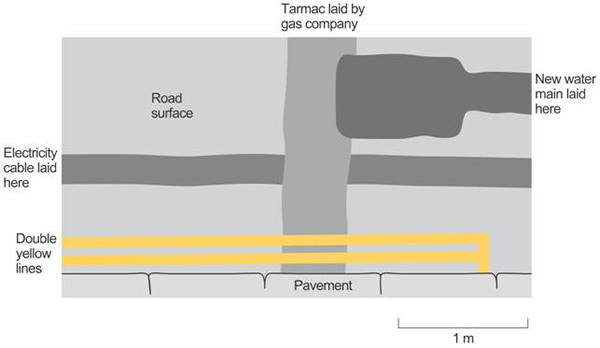 Tarmac laid by
gas company
Road
surface
New water
main laid
here
Electricity
cable laid
here
Double
yellow
lines
Pavement
1 m